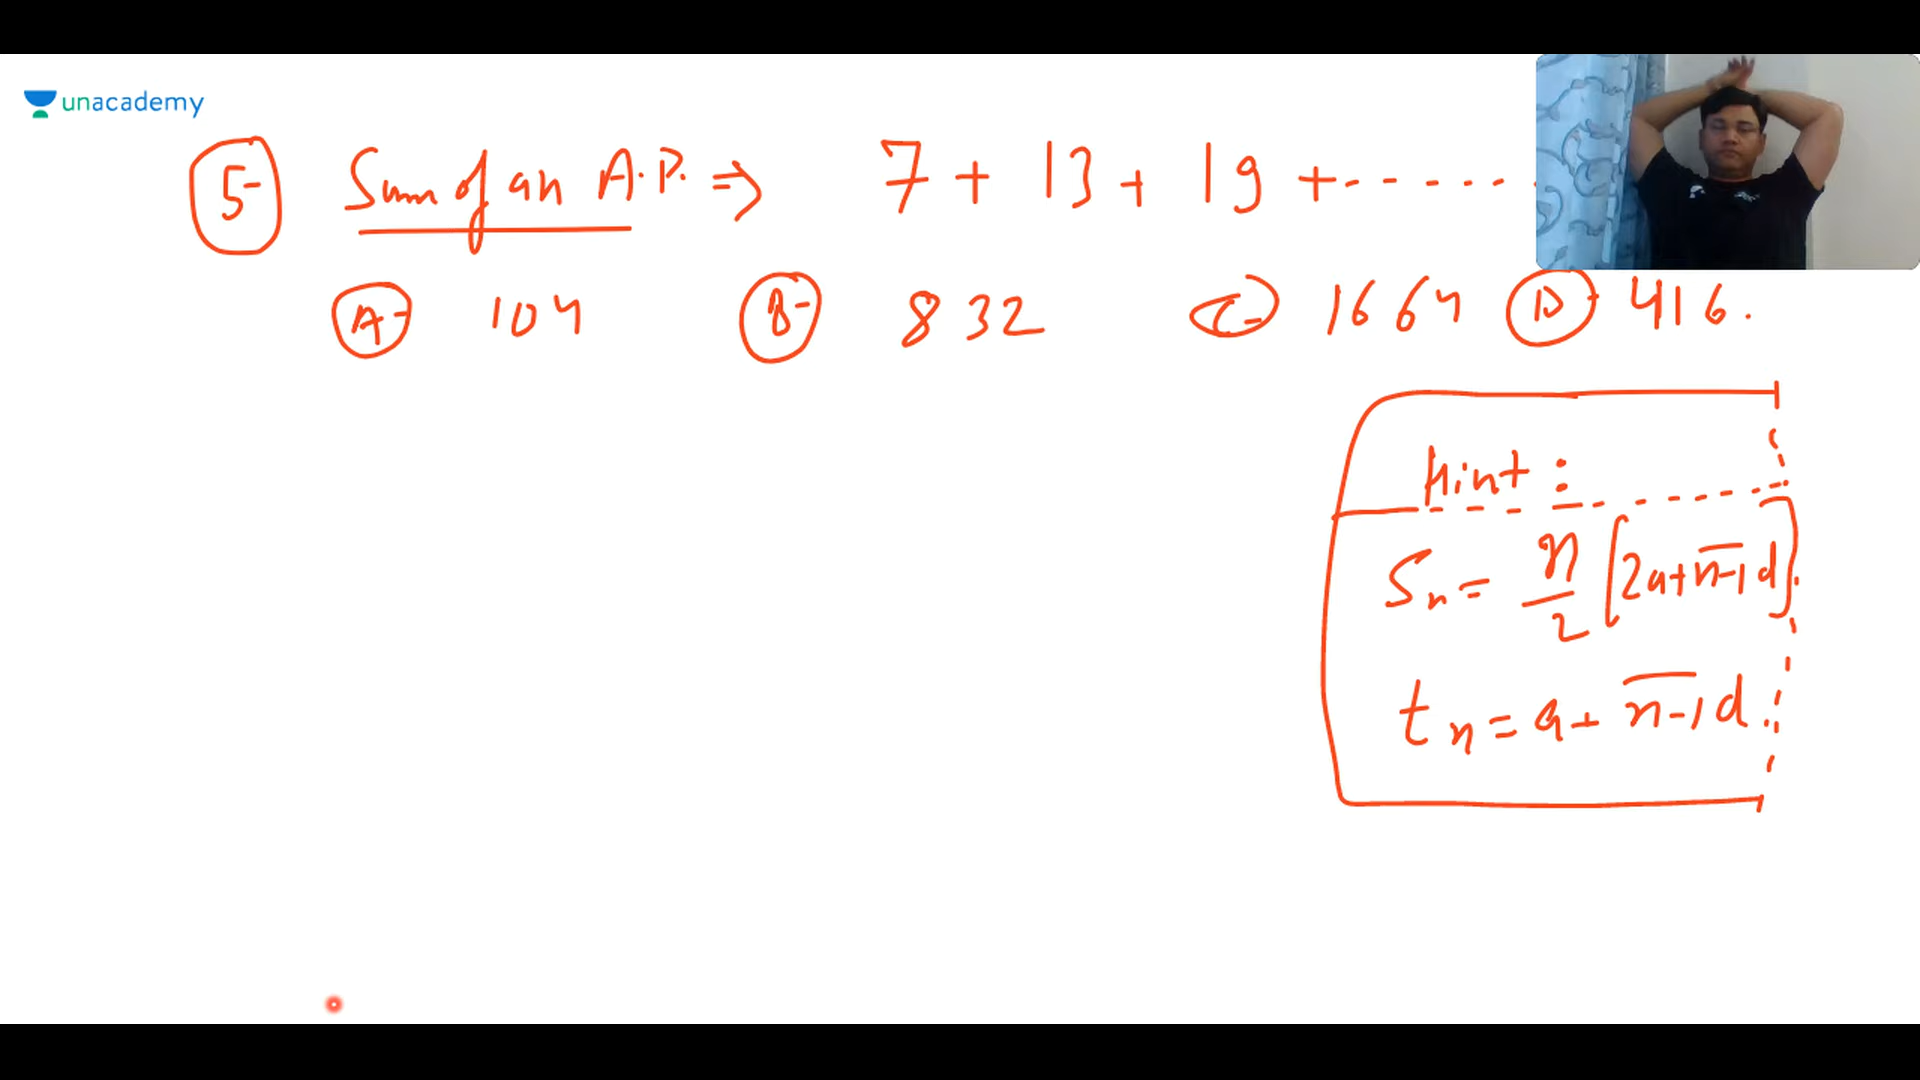 unacademy
5- Sum of an A.P. ⇒ 7 + 13 + 19 + - - - - - -
A- 104 B- 832 C- 1664 D- 416.
Hint :
Sn = n/2 [2a+n̅-̅1̅ d].
tn = a + n̅-̅1̅ d.